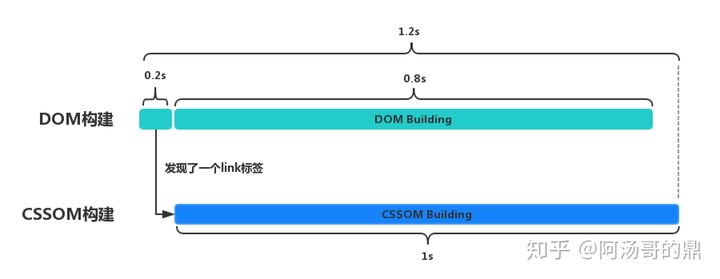 1.2s
0.2s
0.8s
DOM构建
DOM Building
发现了一个link标签
CSSOM构建
CSSOM Building
1s
知乎 @阿汤哥的鼎